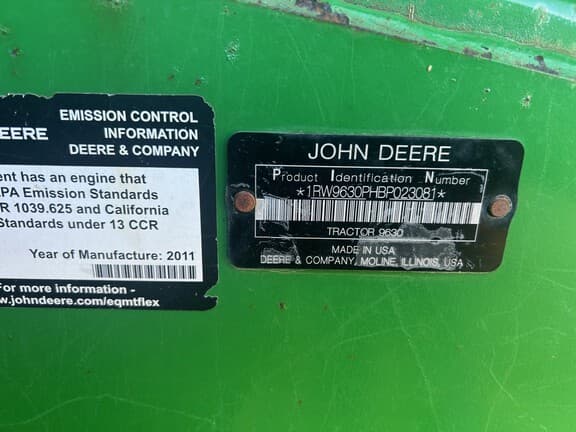 EMISSION CONTROL
DEERE INFORMATION
DEERE & COMPANY
ent has an engine that
PA Emission Standards
R 1039.625 and California
Standards under 13 CCR
Year of Manufacture: 2011
For more information -
w.johndeere.com/eqmtflex
JOHN DEERE
Product Identification Number
*1RW9630PHBP023081*
TRACTOR 9630
MADE IN USA
DEERE & COMPANY, MOLINE, ILLINOIS, USA